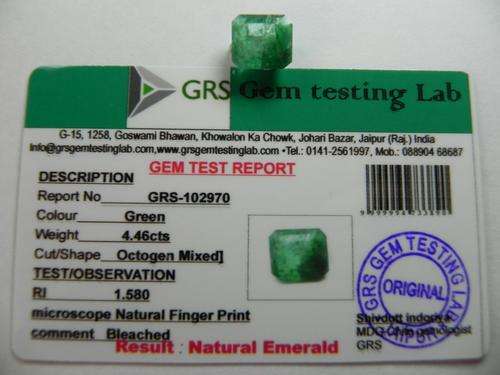 GRS Gem testing Lab
G-15, 1258, Goswami Bhawan, Khowalon Ka Chowk, Johari Bazar, Jaipur (Raj.) India
info@grsgemtestinglab.com,www.grsgemtestinglab.com •Tel.: 0141-2561997, Mob.: 088904 68687
GEM TEST REPORT
DESCRIPTION
Report No GRS-102970
Colour Green
Weight 4.46cts
Cut/Shape Octogen Mixed]
TEST/OBSERVATION
RI 1.580
microscope Natural Finger Print
comment Bleached
Result : Natural Emerald
GRS GEM TESTING LAB
ORIGINAL
JAIPUR
Shivdutt
GRS